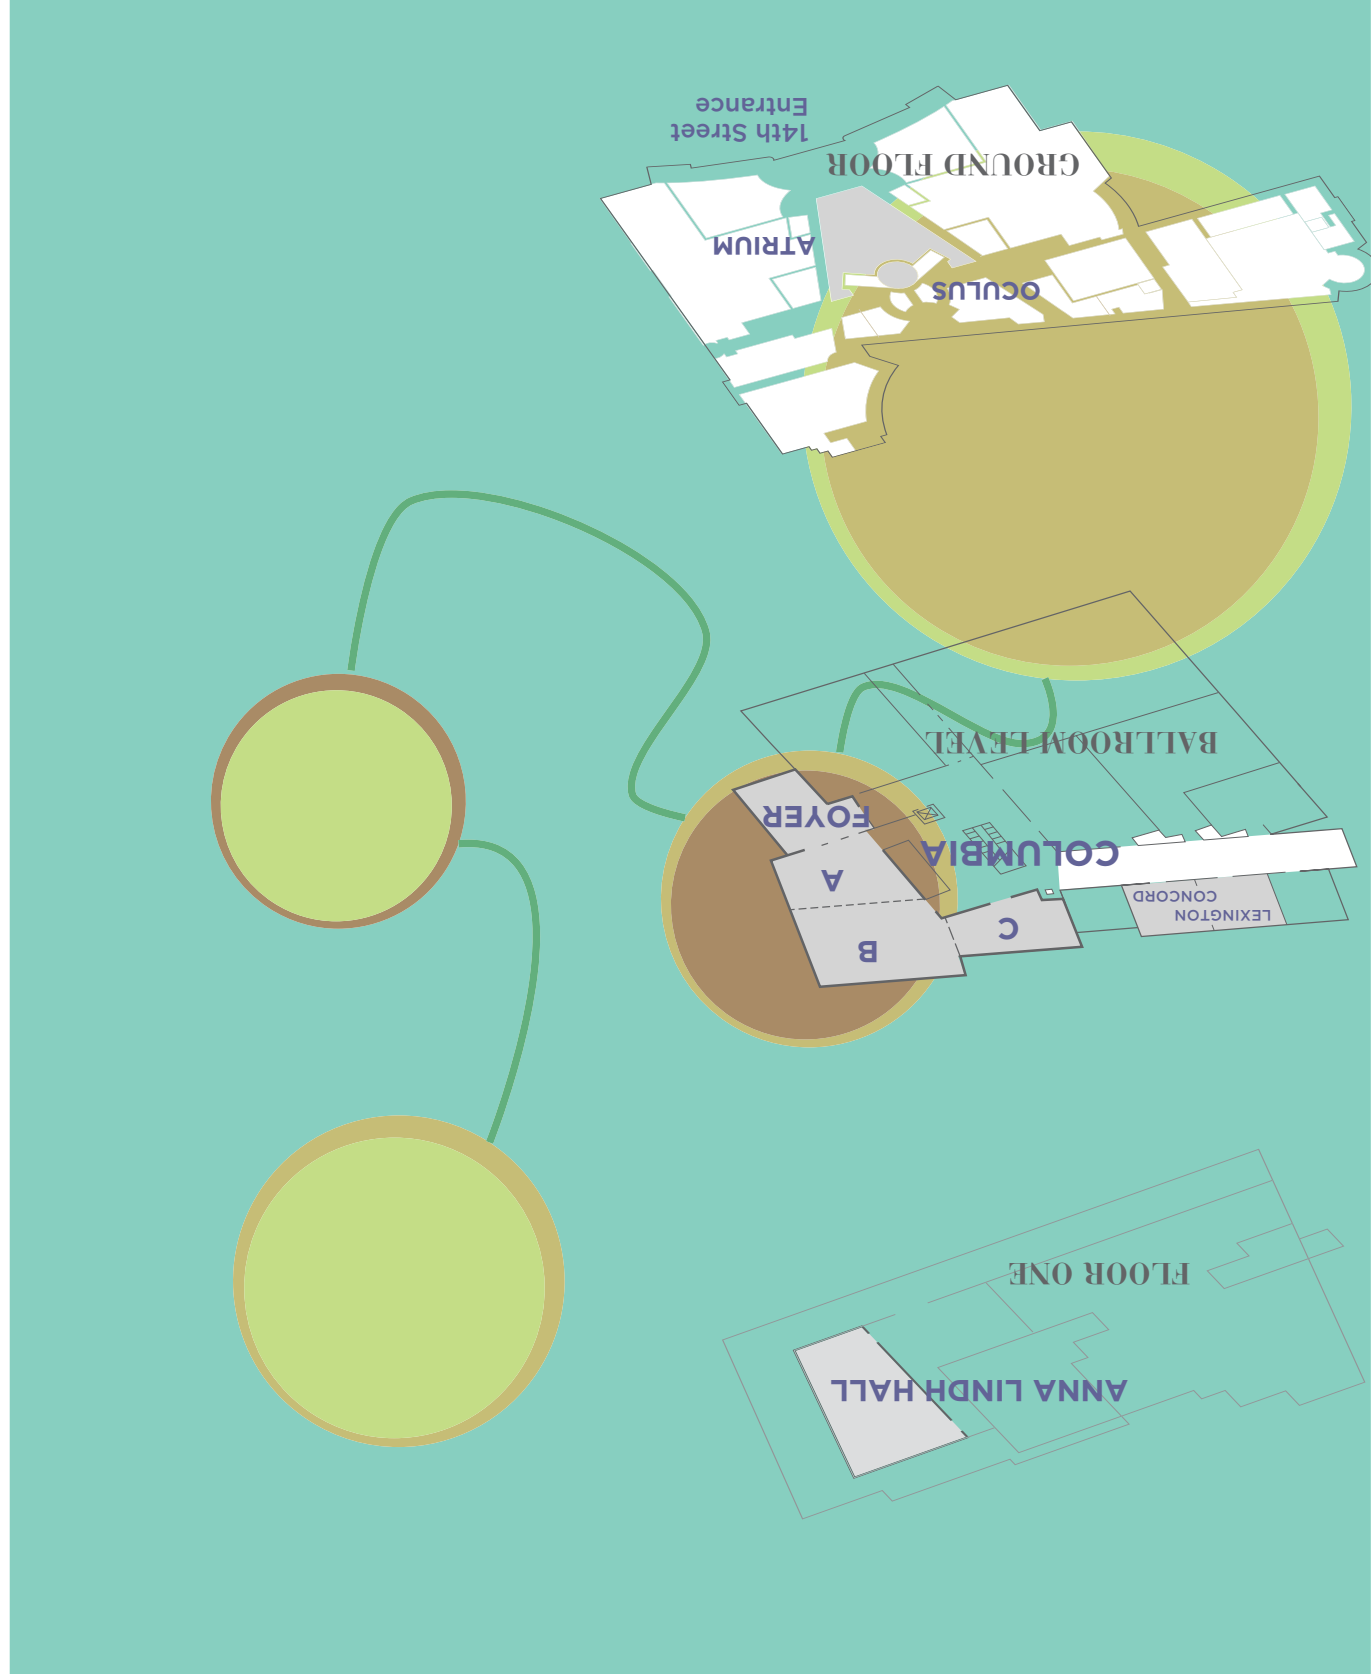 ANNA LINDH HALL
FLOOR ONE
B
C
LEXINGTON
CONCORD
A
COLUMBIA
FOYER
BALLROOM LEVEL
OCULUS
ATRIUM
GROUND FLOOR
14th Street
Entrance